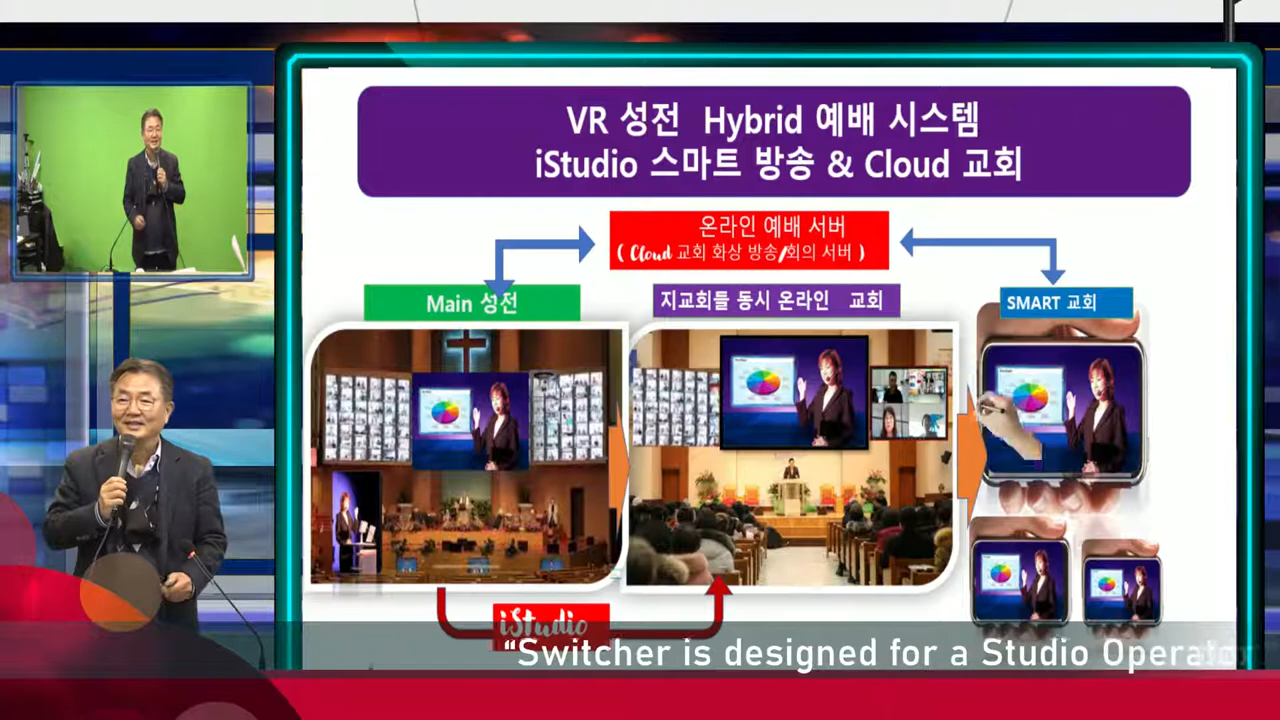 VR 성전 Hybrid 예배 시스템
iStudio 스마트 방송 & Cloud 교회
온라인 예배 서버
( Cloud 교회 화상 방송/회의 서버 )
Main 성전
지교회들 동시 온라인 교회
SMART 교회
iStudio
“Switcher is designed for a Studio Operato